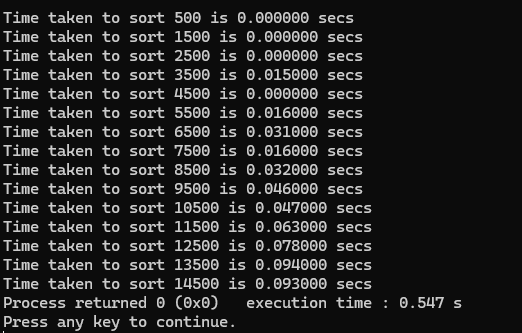 Time taken to sort 500 is 0.000000 secs
Time taken to sort 1500 is 0.000000 secs
Time taken to sort 2500 is 0.000000 secs
Time taken to sort 3500 is 0.015000 secs
Time taken to sort 4500 is 0.000000 secs
Time taken to sort 5500 is 0.016000 secs
Time taken to sort 6500 is 0.031000 secs
Time taken to sort 7500 is 0.016000 secs
Time taken to sort 8500 is 0.032000 secs
Time taken to sort 9500 is 0.046000 secs
Time taken to sort 10500 is 0.047000 secs
Time taken to sort 11500 is 0.063000 secs
Time taken to sort 12500 is 0.078000 secs
Time taken to sort 13500 is 0.094000 secs
Time taken to sort 14500 is 0.093000 secs
Process returned 0 (0x0)   execution time : 0.547 s
Press any key to continue.